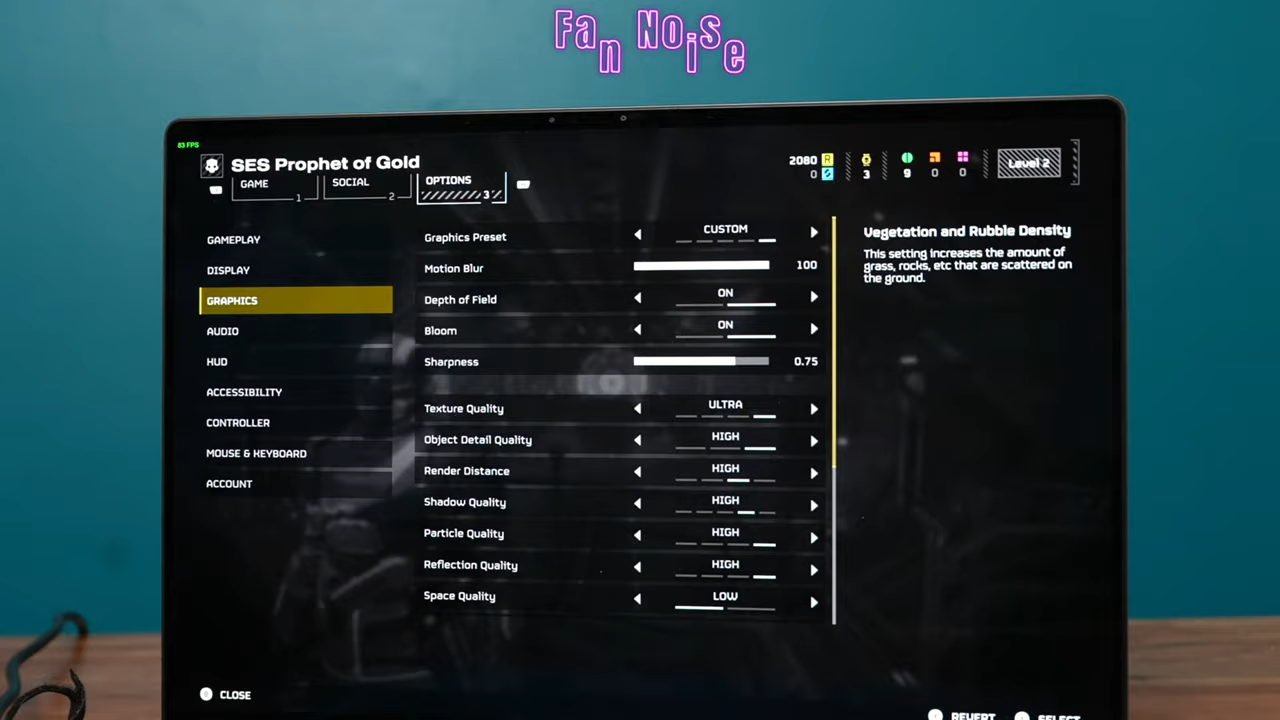 Fan Noise
83 FPS
SES Prophet of Gold
2080 R
0 S
3
9
0
0
Level 2
GAME 1
SOCIAL 2
OPTIONS 3
GAMEPLAY
DISPLAY
GRAPHICS
AUDIO
HUD
ACCESSIBILITY
CONTROLLER
MOUSE & KEYBOARD
ACCOUNT
Graphics Preset CUSTOM
Motion Blur 100
Depth of Field ON
Bloom ON
Sharpness 0.75
Texture Quality ULTRA
Object Detail Quality HIGH
Render Distance HIGH
Shadow Quality HIGH
Particle Quality HIGH
Reflection Quality HIGH
Space Quality LOW
Vegetation and Rubble Density
This setting increases the amount of
grass, rocks, etc that are scattered on
the ground.
CLOSE
REVERT
SELECT